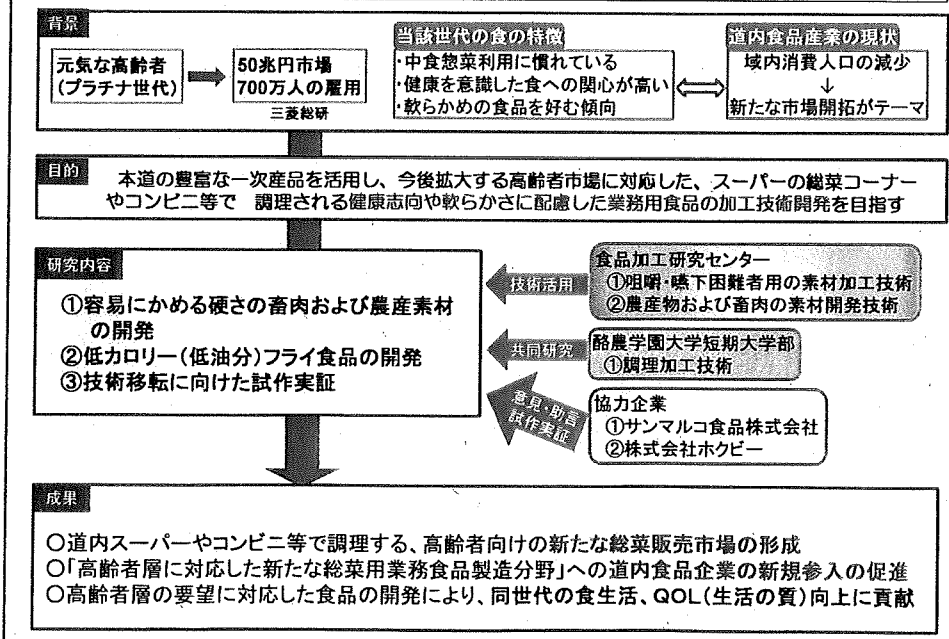 背景
元気な高齢者
(プラチナ世代)
50兆円市場
700万人の雇用
三菱総研
当該世代の食の特徴
・中食惣菜利用に慣れている
・健康を意識した食への関心が高い
・軟らかめの食品を好む傾向
道内食品産業の現状
域内消費人口の減少
↓
新たな市場開拓がテーマ
目的
本道の豊富な一次産品を活用し、今後拡大する高齢者市場に対応した、スーパーの総菜コーナー
やコンビニ等で 調理される健康志向や軟らかさに配慮した業務用食品の加工技術開発を目指す
研究内容
①容易にかめる硬さの畜肉および農産素材
の開発
②低カロリー(低油分)フライ食品の開発
③技術移転に向けた試作実証
技術活用
食品加工研究センター
①咀嚼・嚥下困難者用の素材加工技術
②農産物および畜肉の素材開発技術
共同研究
酪農学園大学短期大学部
①調理加工技術
意見・助言
試作実証
協力企業
①サンマルコ食品株式会社
②株式会社ホクビー
成果
○道内スーパーやコンビニ等で調理する、高齢者向けの新たな総菜販売市場の形成
○「高齢者層に対応した新たな総菜用業務食品製造分野」への道内食品企業の新規参入の促進
○高齢者層の要望に対応した食品の開発により、同世代の食生活、QOL(生活の質)向上に貢献